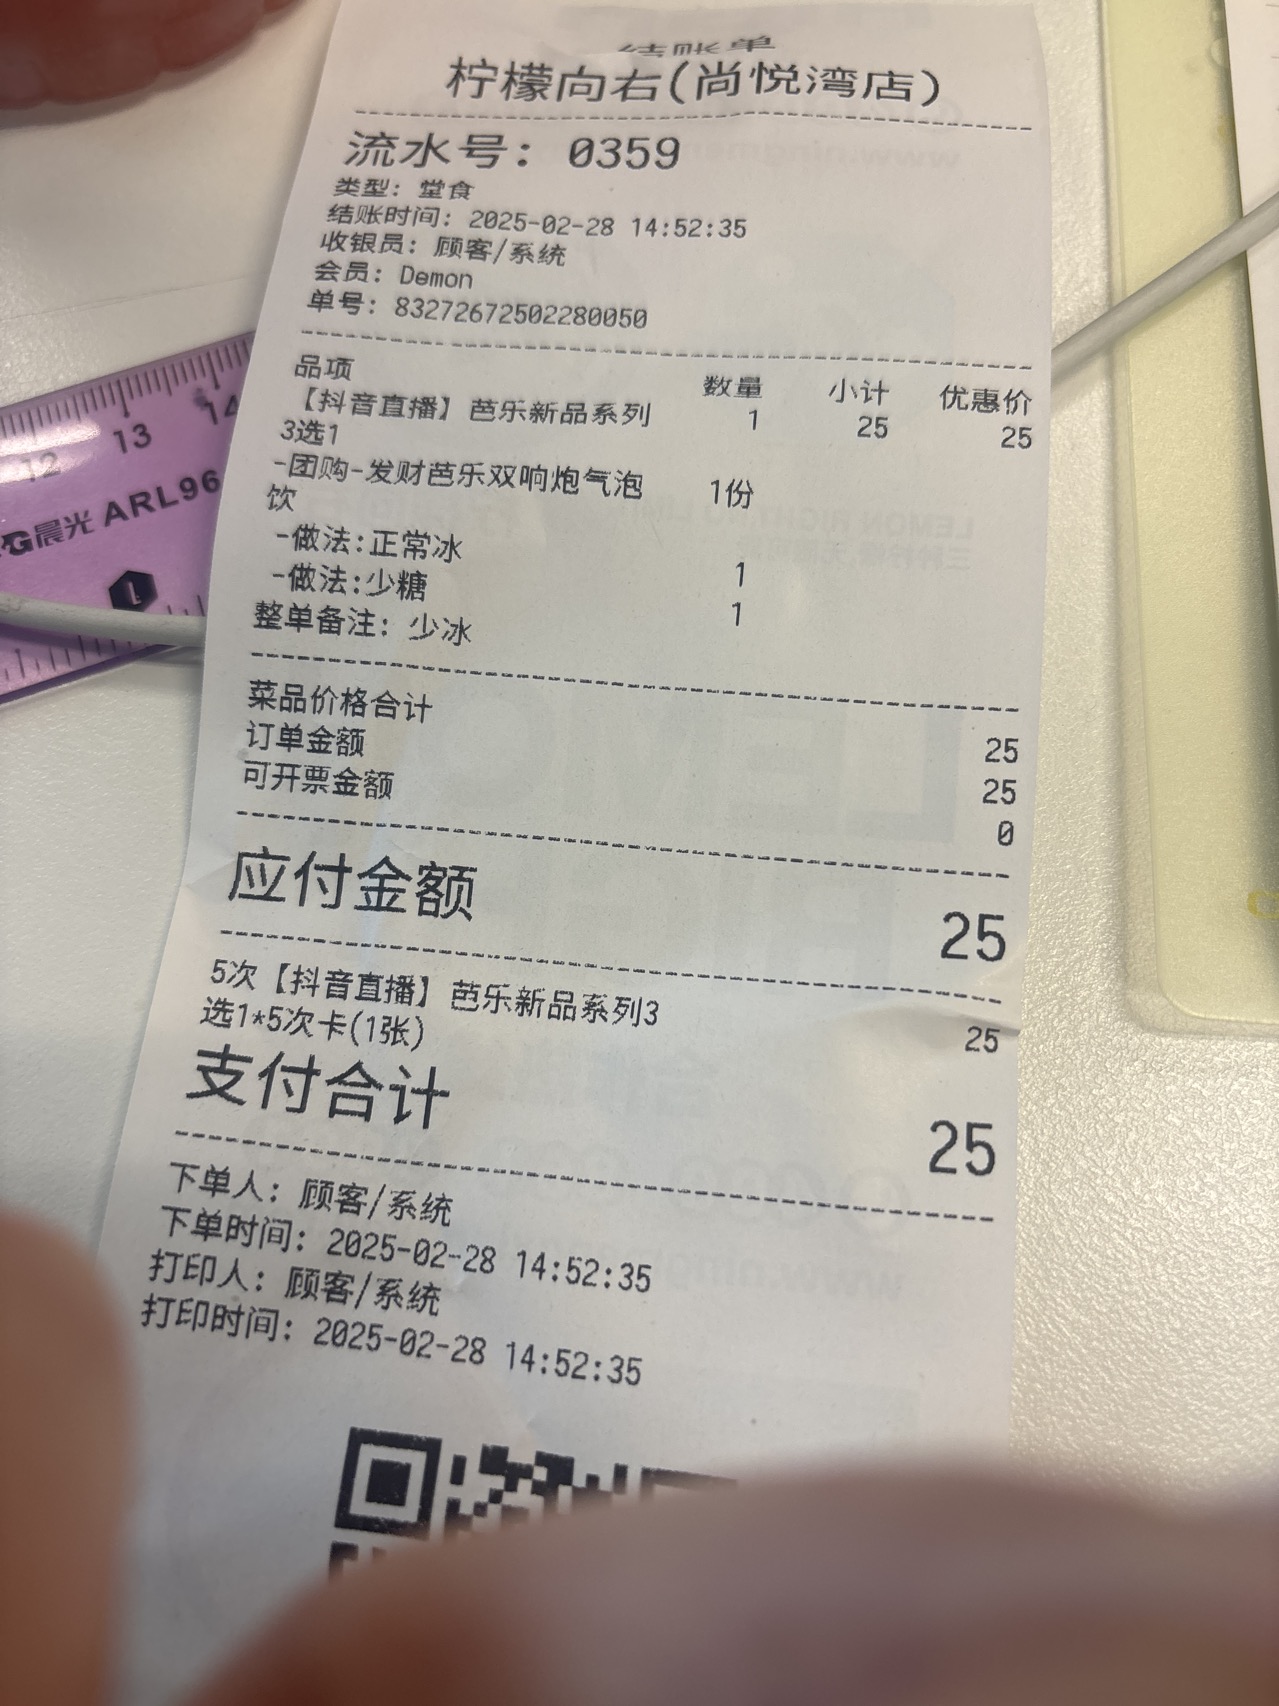 结账单
柠檬向右(尚悦湾店)
流水号: 0359
类型: 堂食
结账时间: 2025-02-28 14:52:35
收银员: 顾客/系统
会员: Demon
单号: 83272672502280050
品项 数量 小计 优惠价
【抖音直播】芭乐新品系列 1 25 25
3选1
-团购-发财芭乐双响炮气泡 1份
饮
-做法:正常冰 1
-做法:少糖 1
整单备注: 少冰
菜品价格合计 25
订单金额 25
可开票金额 0
应付金额 25
5次【抖音直播】芭乐新品系列3 25
选1*5次卡(1张)
支付合计 25
下单人: 顾客/系统
下单时间: 2025-02-28 14:52:35
打印人: 顾客/系统
打印时间: 2025-02-28 14:52:35
12 13 14
M&G晨光 ARL96